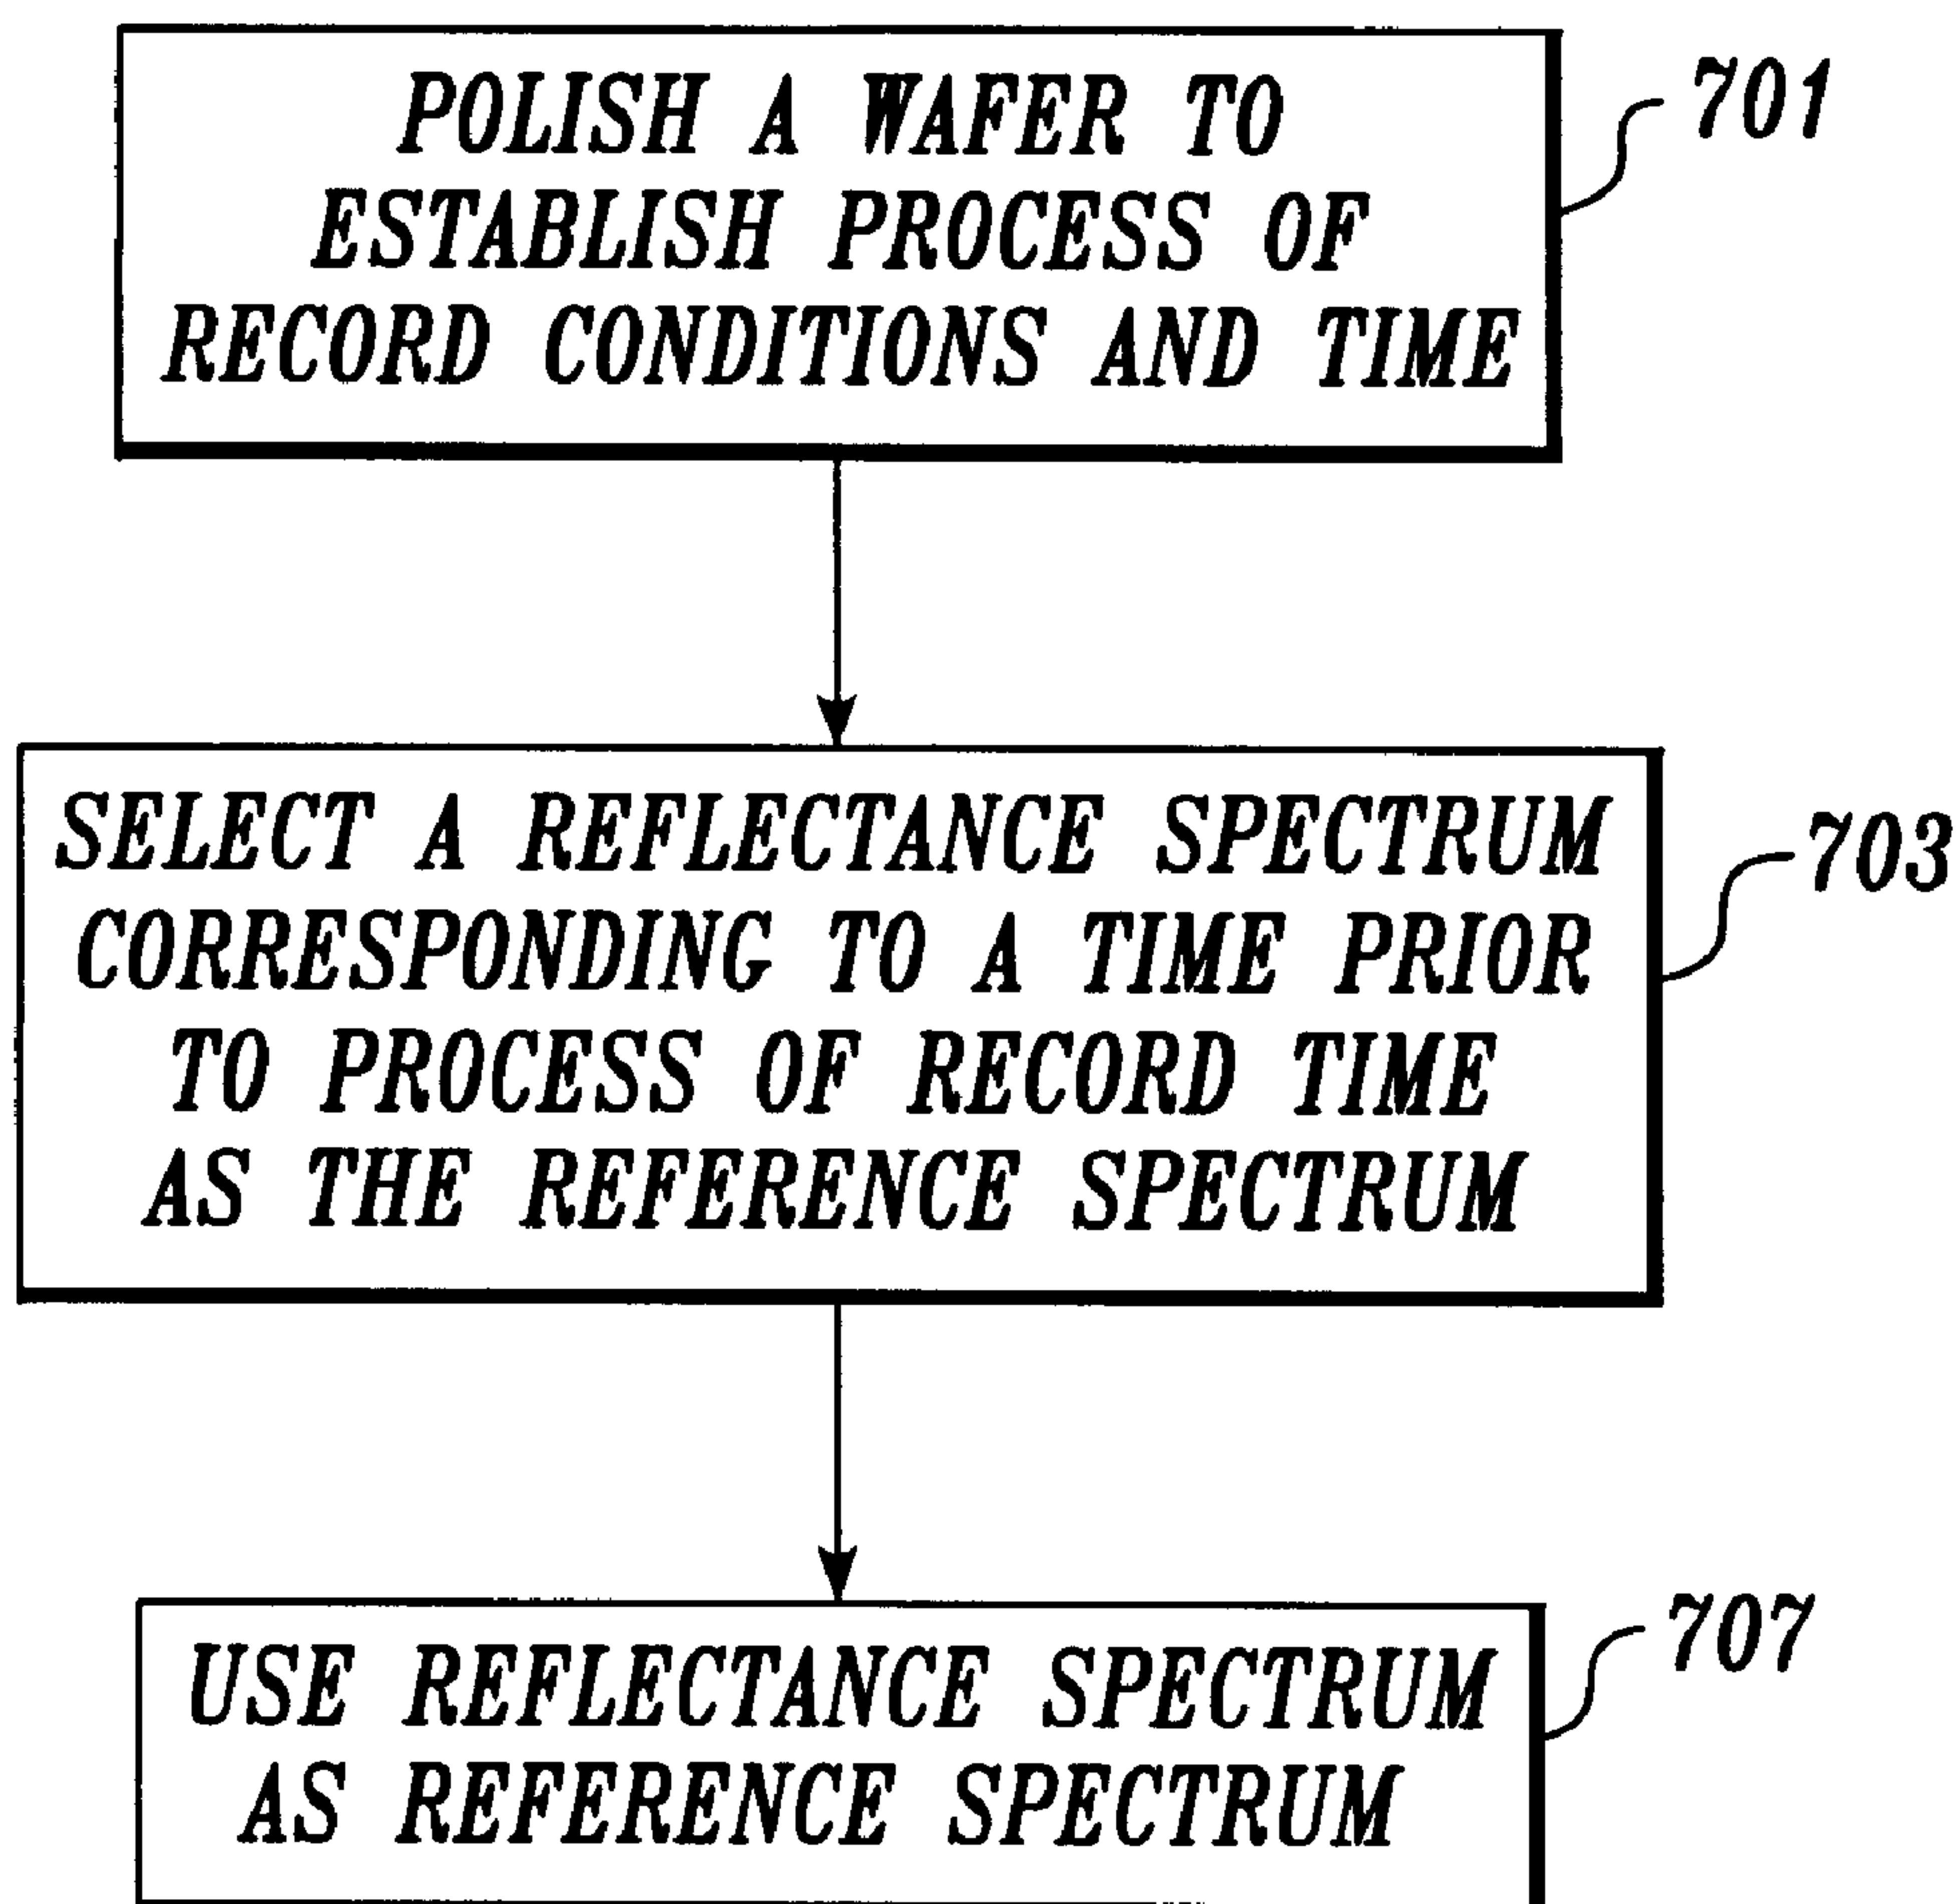 POLISH A WAFER TO
ESTABLISH PROCESS OF
RECORD CONDITIONS AND TIME
701
SELECT A REFLECTANCE SPECTRUM
CORRESPONDING TO A TIME PRIOR
TO PROCESS OF RECORD TIME
AS THE REFERENCE SPECTRUM
703
USE REFLECTANCE SPECTRUM
AS REFERENCE SPECTRUM
707